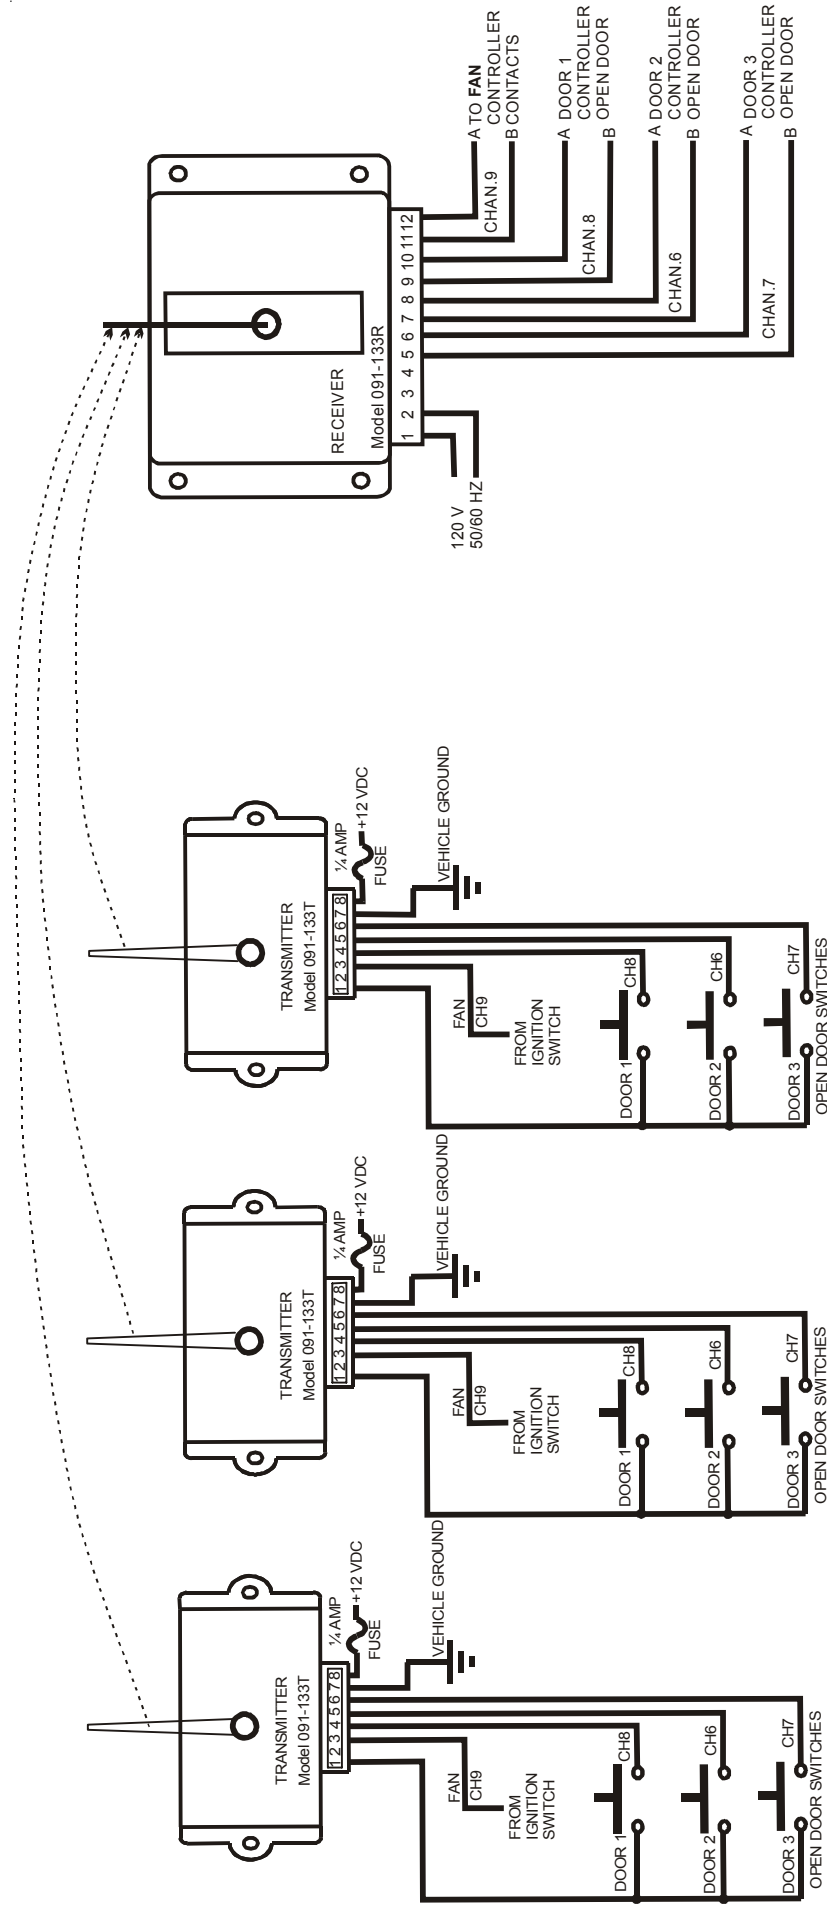 TRANSMITTER
Model 091-133T
1 2 3 4 5 6 7 8
¼ AMP
+12 VDC
FUSE
VEHICLE GROUND
FAN
CH9
FROM
IGNITION
SWITCH
DOOR 1
CH8
DOOR 2
CH6
DOOR 3
CH7
OPEN DOOR SWITCHES
TRANSMITTER
Model 091-133T
1 2 3 4 5 6 7 8
¼ AMP
+12 VDC
FUSE
VEHICLE GROUND
FAN
CH9
FROM
IGNITION
SWITCH
DOOR 1
CH8
DOOR 2
CH6
DOOR 3
CH7
OPEN DOOR SWITCHES
TRANSMITTER
Model 091-133T
1 2 3 4 5 6 7 8
¼ AMP
+12 VDC
FUSE
VEHICLE GROUND
FAN
CH9
FROM
IGNITION
SWITCH
DOOR 1
CH8
DOOR 2
CH6
DOOR 3
CH7
OPEN DOOR SWITCHES
RECEIVER
Model 091-133R
1 2 3 4 5 6 7 8 9 10 11 12
120 V
50/60 HZ
CHAN.9
A TO FAN
CONTROLLER
B CONTACTS
CHAN.8
A DOOR 1
CONTROLLER
B OPEN DOOR
CHAN.6
A DOOR 2
CONTROLLER
B OPEN DOOR
CHAN.7
A DOOR 3
CONTROLLER
B OPEN DOOR